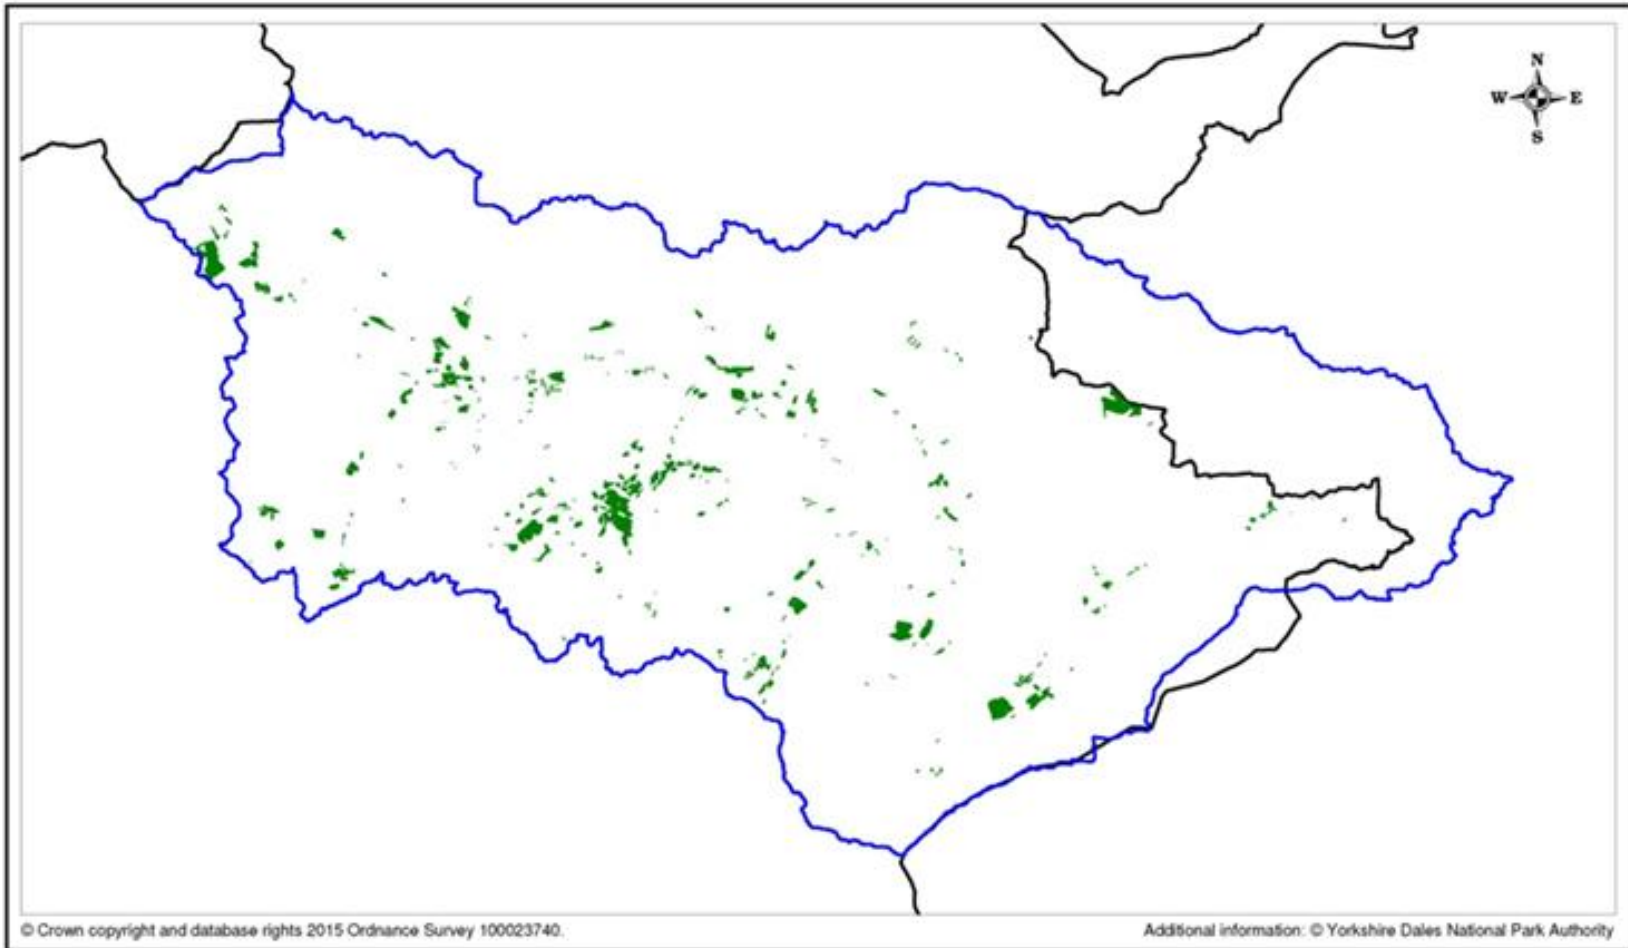 N
W E
S
© Crown copyright and database rights 2015 Ordnance Survey 100023740.
Additional information: © Yorkshire Dales National Park Authority